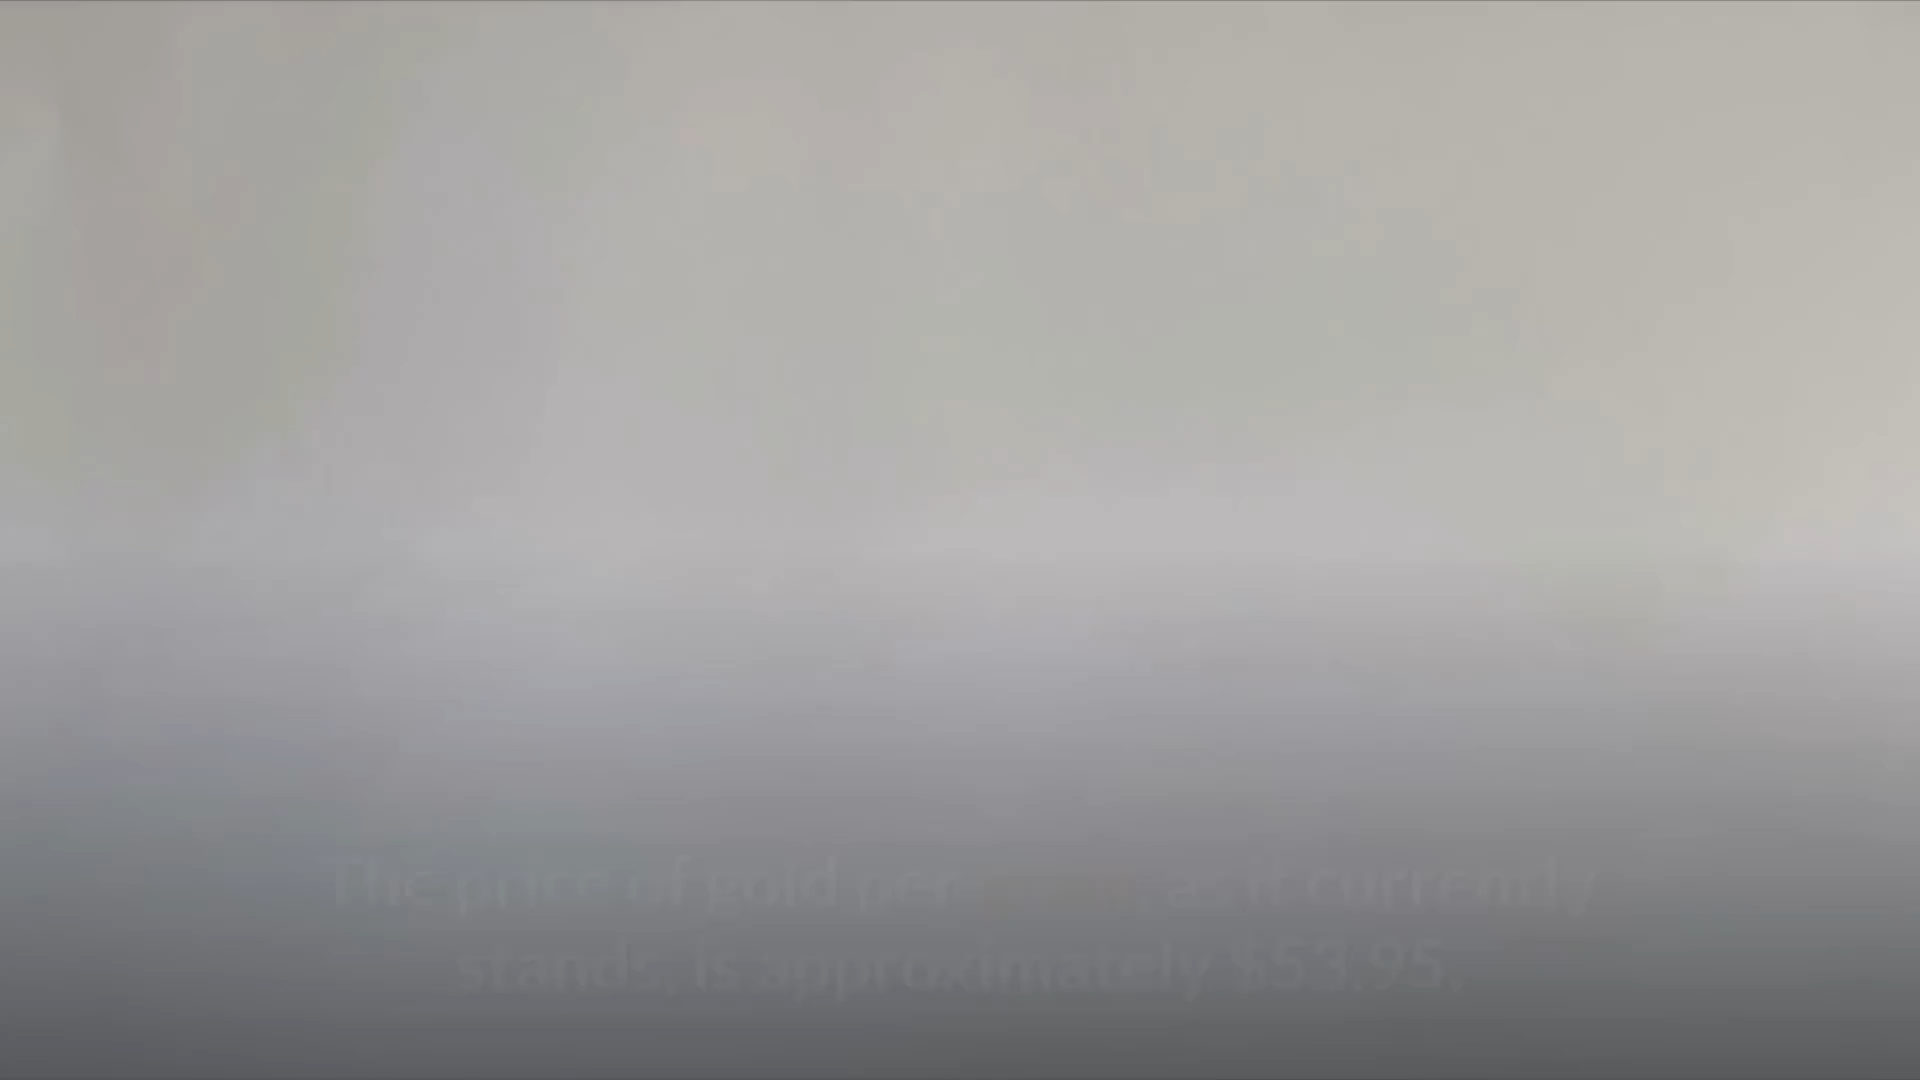 The price of gold per , as it currently
stands, is approximately $53.95.